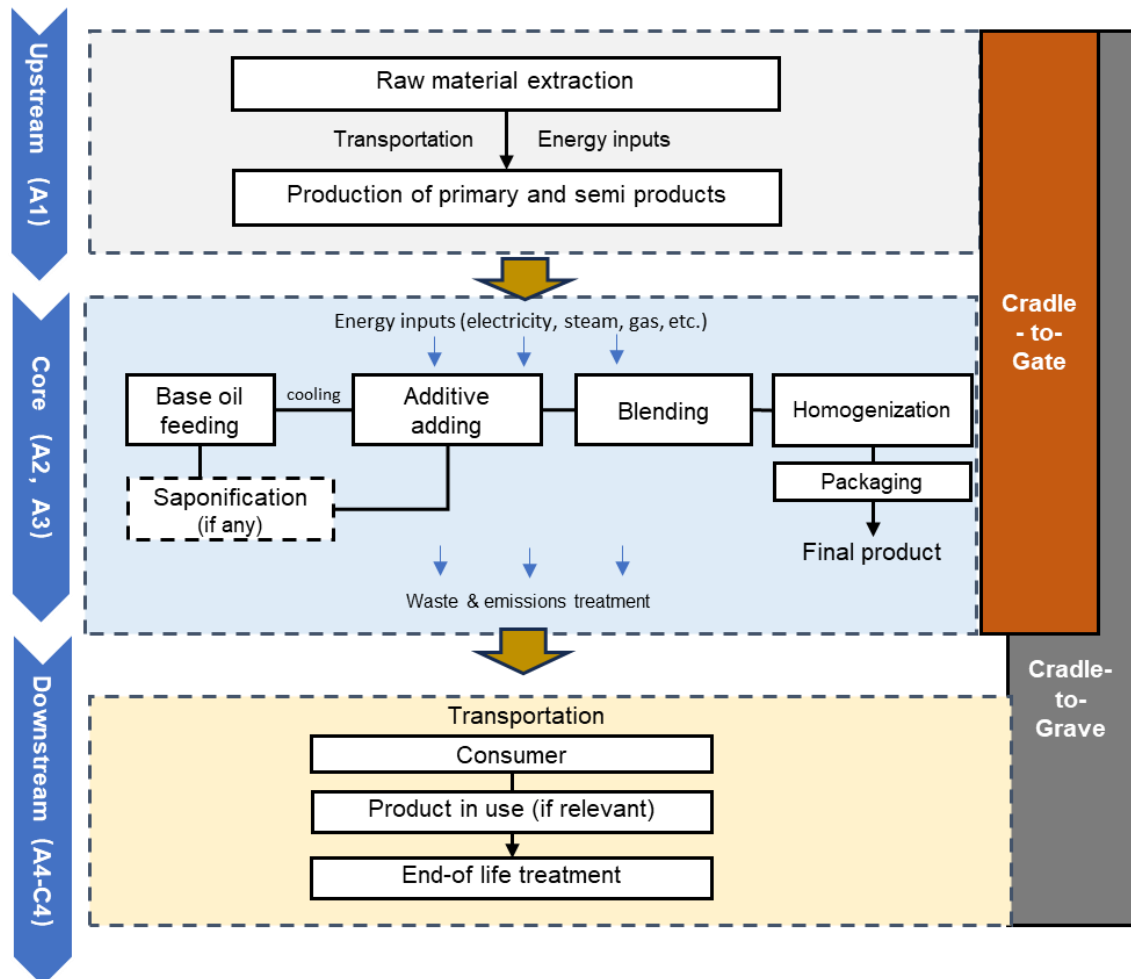 Upstream (A1)
Raw material extraction
Transportation
Energy inputs
Production of primary and semi products
Core (A2, A3)
Energy inputs (electricity, steam, gas, etc.)
Base oil
feeding
cooling
Additive
adding
Blending
Homogenization
Saponification
(if any)
Packaging
Final product
Waste & emissions treatment
Downstream (A4-C4)
Transportation
Consumer
Product in use (if relevant)
End-of life treatment
Cradle
- to-
Gate
Cradle-
to-
Grave